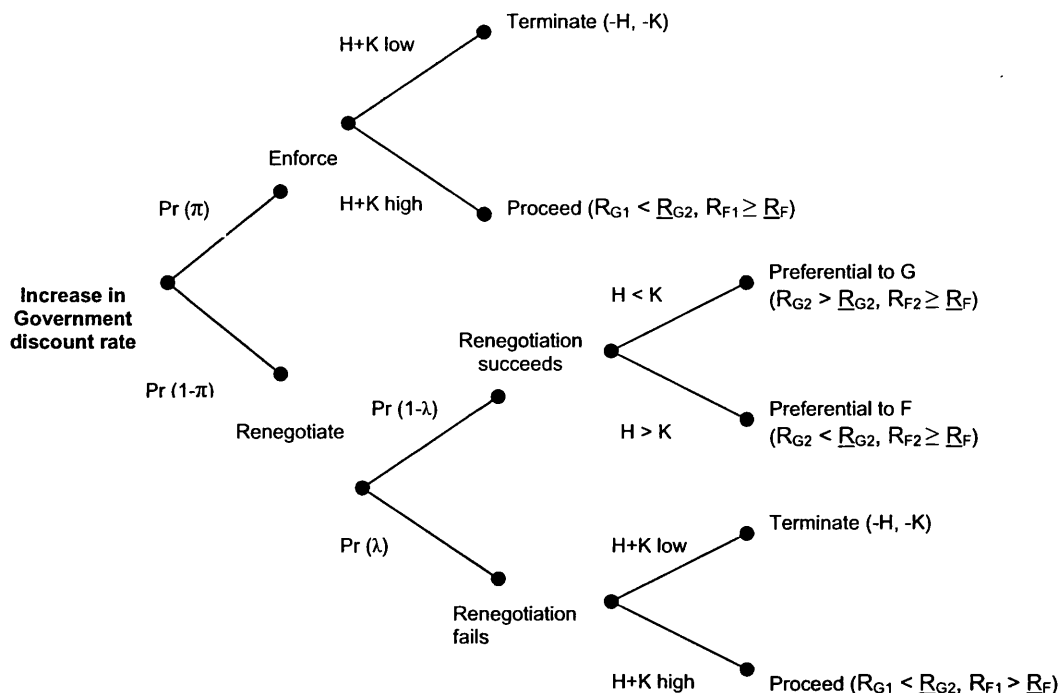 Terminate (-H, -K)
H+K low
Enforce
H+K high
Proceed (R_G1 < R̲_G2, R_F1 ≥ R̲_F)
Pr (π)
Increase in
Government
discount rate
Pr (1-π)
Renegotiate
Preferential to G
(R_G2 > R̲_G2, R_F2 ≥ R̲_F)
H < K
Renegotiation
succeeds
Pr (1-λ)
H > K
Preferential to F
(R_G2 < R̲_G2, R_F2 ≥ R̲_F)
Pr (λ)
Terminate (-H, -K)
H+K low
Renegotiation
fails
H+K high
Proceed (R_G1 < R̲_G2, R_F1 > R̲_F)